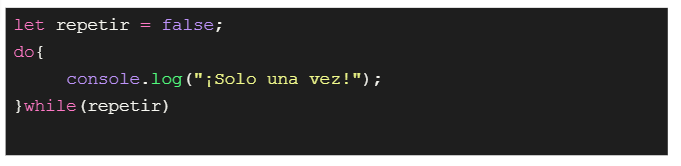 let repetir = false;
do{
     console.log("¡Solo una vez!");
}while(repetir)